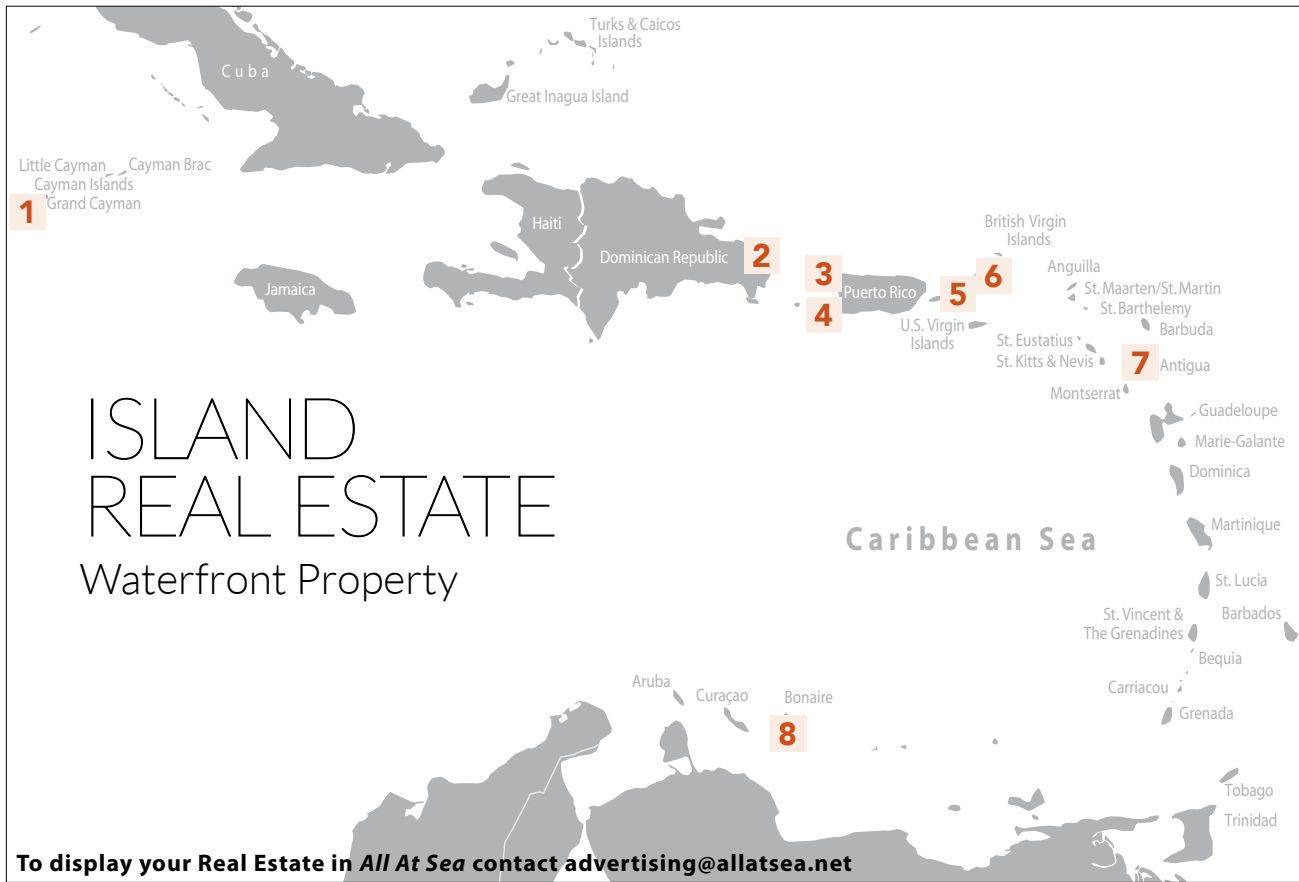 Turks & Caicos
Islands
Cuba
Great Inagua Island
Little Cayman
Cayman Brac
Cayman Islands
1
Grand Cayman
Haiti
Dominican Republic
2
Jamaica
3
4
Puerto Rico
5
6
British Virgin
Islands
Anguilla
St. Maarten/St. Martin
St. Barthelemy
Barbuda
U.S. Virgin
Islands
St. Eustatius
St. Kitts & Nevis
7
Antigua
Montserrat
Guadeloupe
Marie-Galante
Dominica
ISLAND
REAL ESTATE
Waterfront Property
Caribbean Sea
Martinique
St. Lucia
St. Vincent &
The Grenadines
Barbados
Bequia
Carriacou
Grenada
Aruba
Curaçao
Bonaire
8
Tobago
Trinidad
To display your Real Estate in All At Sea contact advertising@allatsea.net